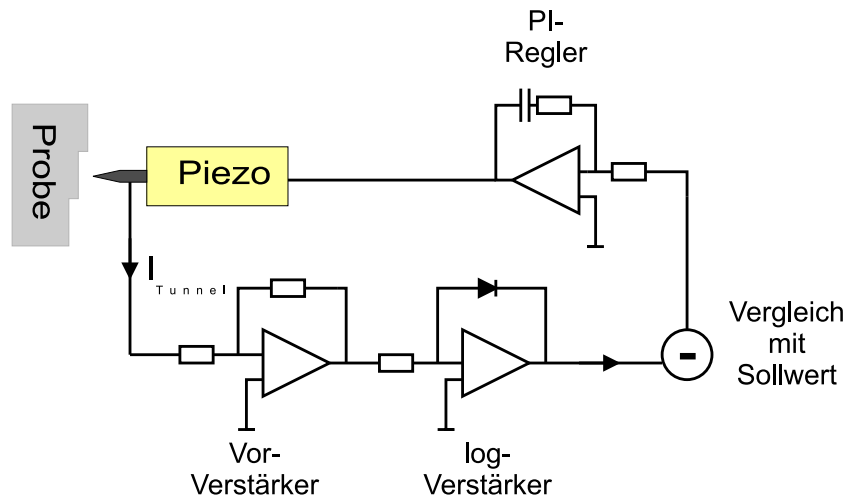 PI-
Regler
Probe
Piezo
I
Tunnel
Vergleich
mit
Sollwert
-
Vor-
Verstärker
log-
Verstärker